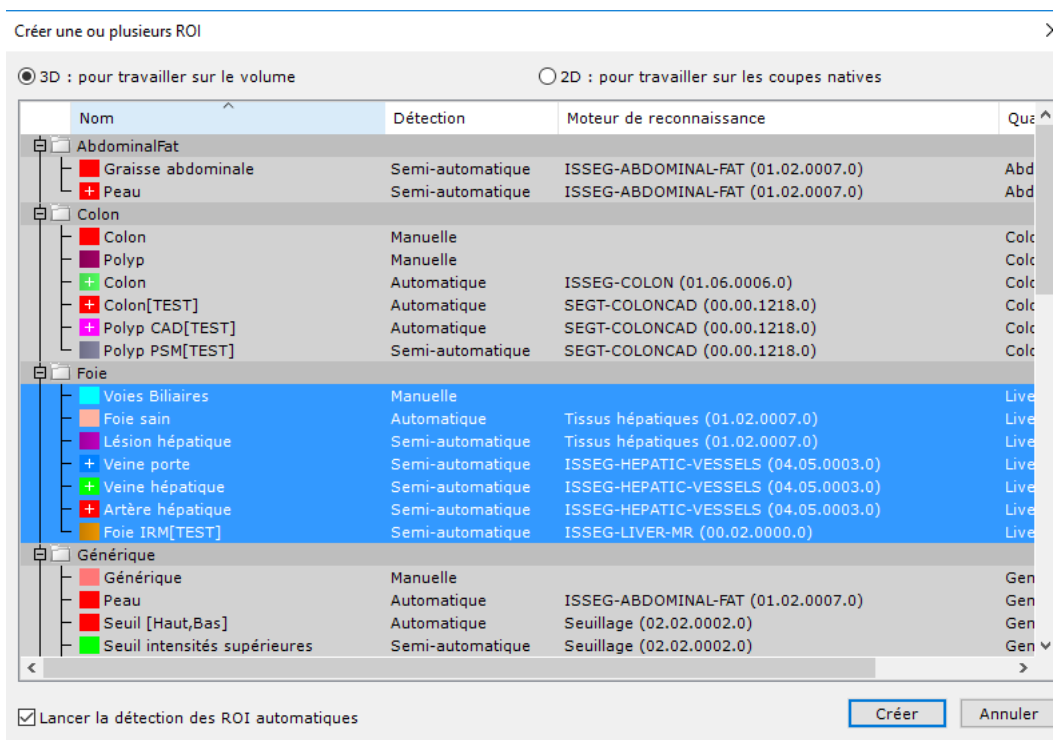 Créer une ou plusieurs ROI
3D : pour travailler sur le volume 2D : pour travailler sur les coupes natives
Nom Détection Moteur de reconnaissance Qua
AbdominalFat
Graisse abdominale Semi-automatique ISSEG-ABDOMINAL-FAT (01.02.0007.0) Abd
Peau Semi-automatique ISSEG-ABDOMINAL-FAT (01.02.0007.0) Abd
Colon
Colon Manuelle Colo
Polyp Manuelle Colo
Colon Automatique ISSEG-COLON (01.06.0006.0) Colo
Colon[TEST] Automatique SEGT-COLONCAD (00.00.1218.0) Colo
Polyp CAD[TEST] Automatique SEGT-COLONCAD (00.00.1218.0) Colo
Polyp PSM[TEST] Semi-automatique SEGT-COLONCAD (00.00.1218.0) Colo
Foie
Voies Biliaires Manuelle Live
Foie sain Automatique Tissus hépatiques (01.02.0007.0) Live
Lésion hépatique Semi-automatique Tissus hépatiques (01.02.0007.0) Live
Veine porte Semi-automatique ISSEG-HEPATIC-VESSELS (04.05.0003.0) Live
Veine hépatique Semi-automatique ISSEG-HEPATIC-VESSELS (04.05.0003.0) Live
Artère hépatique Semi-automatique ISSEG-HEPATIC-VESSELS (04.05.0003.0) Live
Foie IRM[TEST] Semi-automatique ISSEG-LIVER-MR (00.02.0000.0) Live
Générique
Générique Manuelle Gen
Peau Automatique ISSEG-ABDOMINAL-FAT (01.02.0007.0) Gen
Seuil [Haut,Bas] Automatique Seuillage (02.02.0002.0) Gen
Seuil intensités supérieures Semi-automatique Seuillage (02.02.0002.0) Gen
Lancer la détection des ROI automatiques Créer Annuler